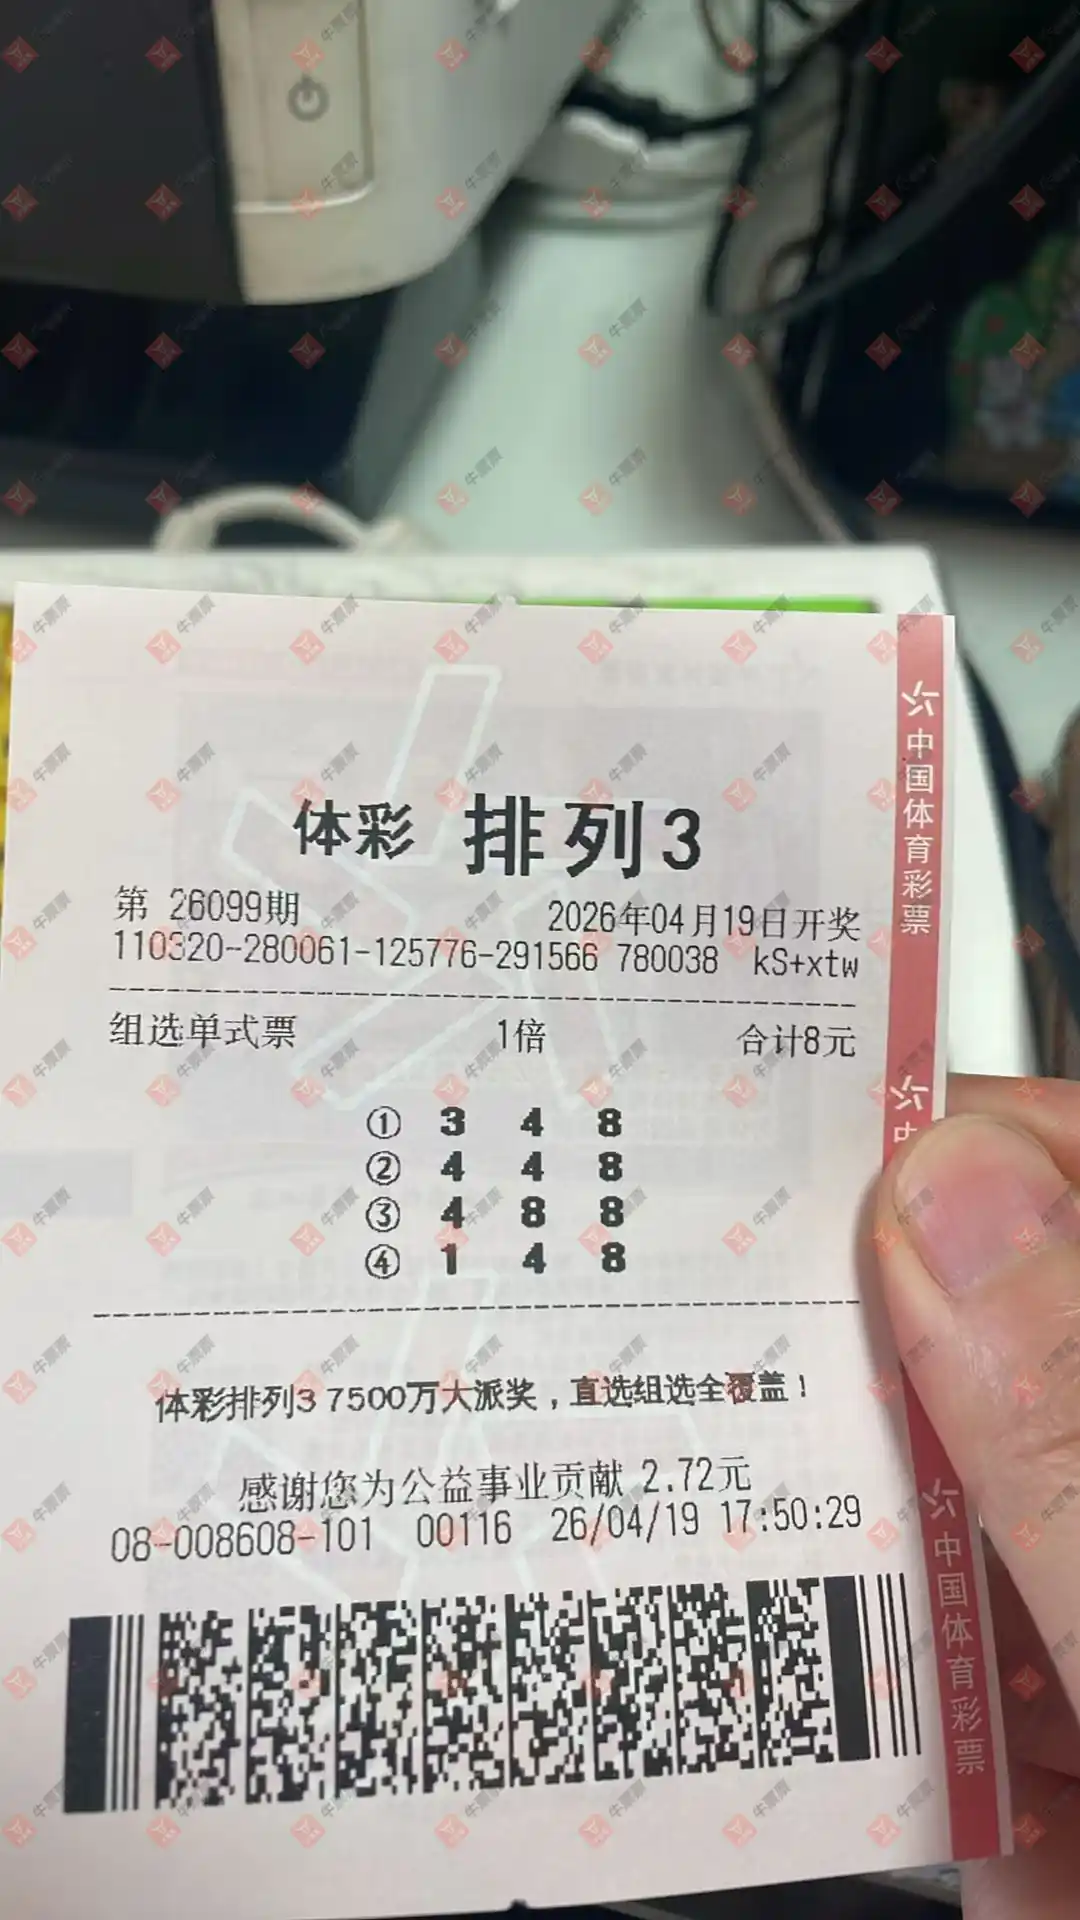 体彩 排列3
第 26099期 2026年04月19日开奖
110320-280061-125776-291566 780038 kS+xtw
组选单式票 1倍 合计8元
① 3 4 8
② 4 4 8
③ 4 8 8
④ 1 4 8
体彩排列3 7500万大派奖，直选组选全覆盖！
感谢您为公益事业贡献 2.72元
08-008608-101 00116 26/04/19 17:50:29
中国体育彩票
中
中国体育彩票
牛票票